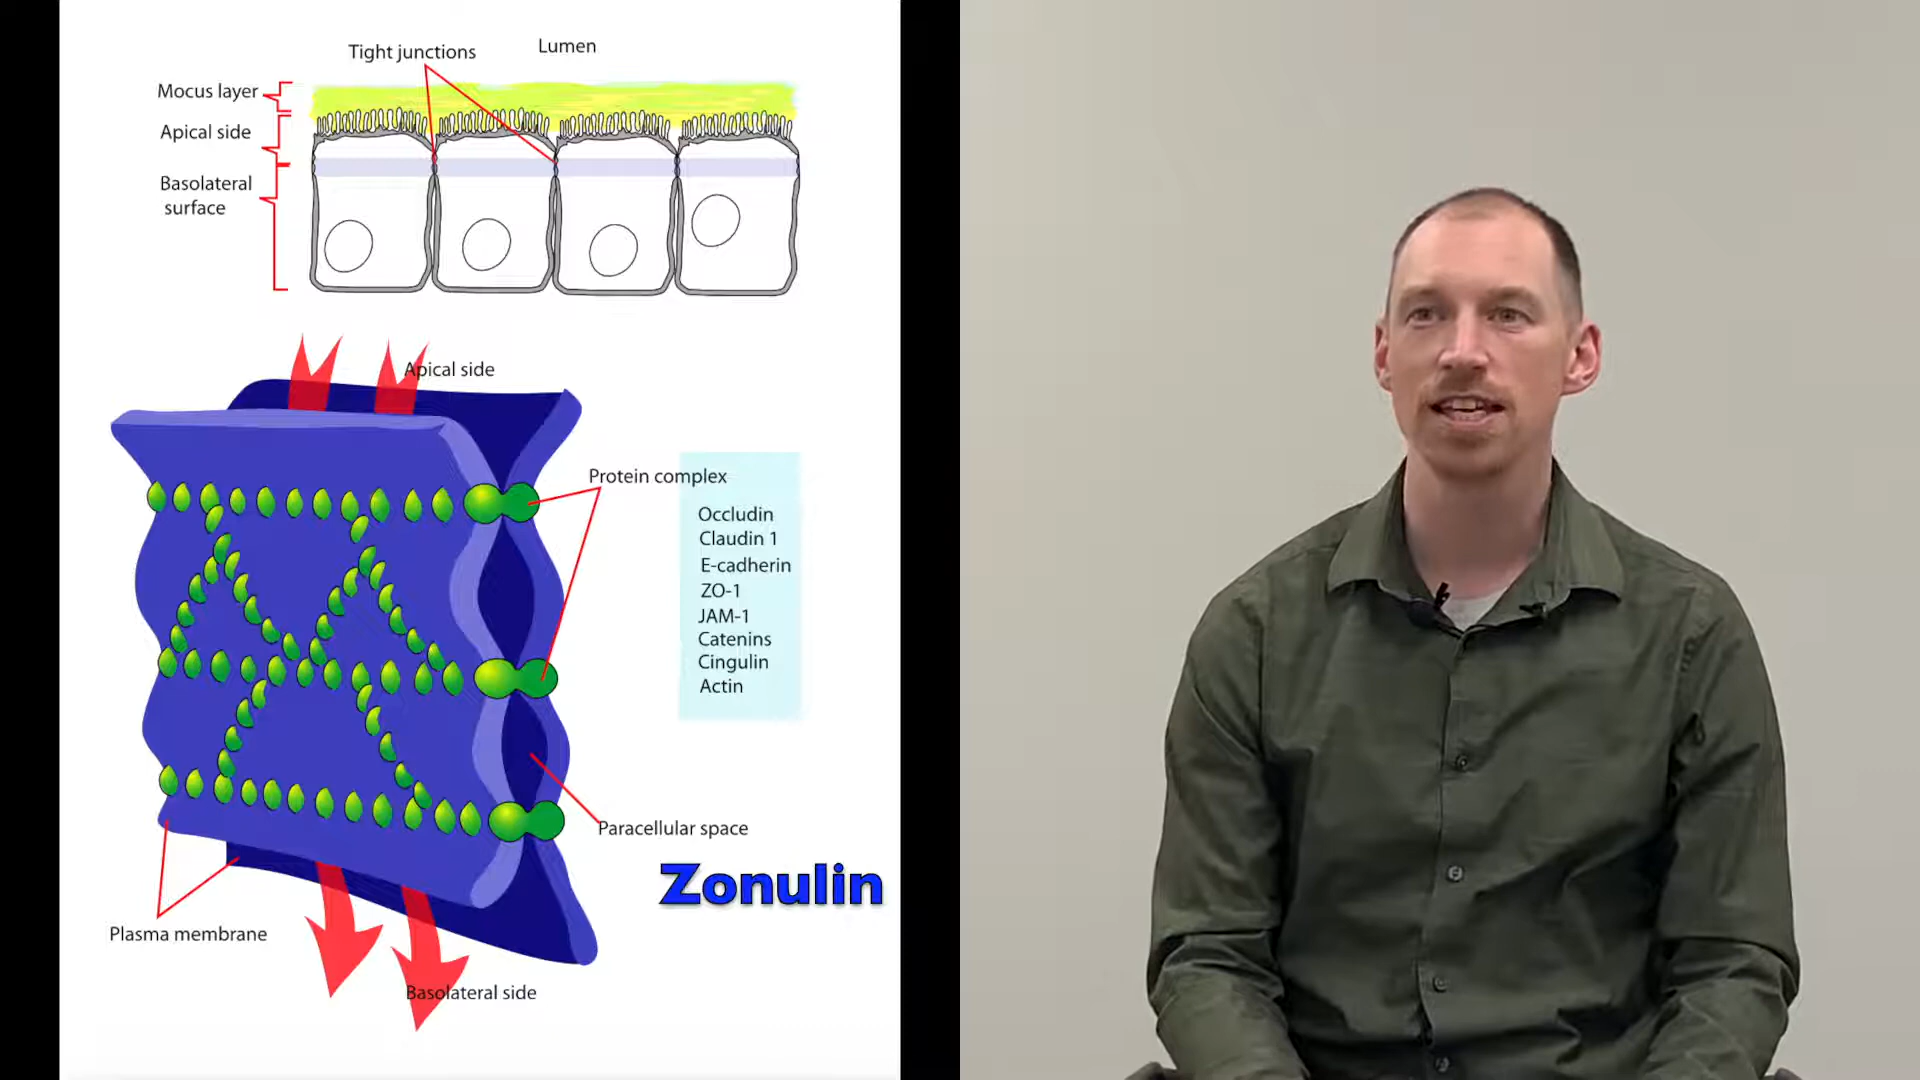 Tight junctions
Lumen
Mocus layer
Apical side
Basolateral
surface
Apical side
Protein complex
Occludin
Claudin 1
E-cadherin
ZO-1
JAM-1
Catenins
Cingulin
Actin
Paracellular space
Zonulin
Plasma membrane
Basolateral side